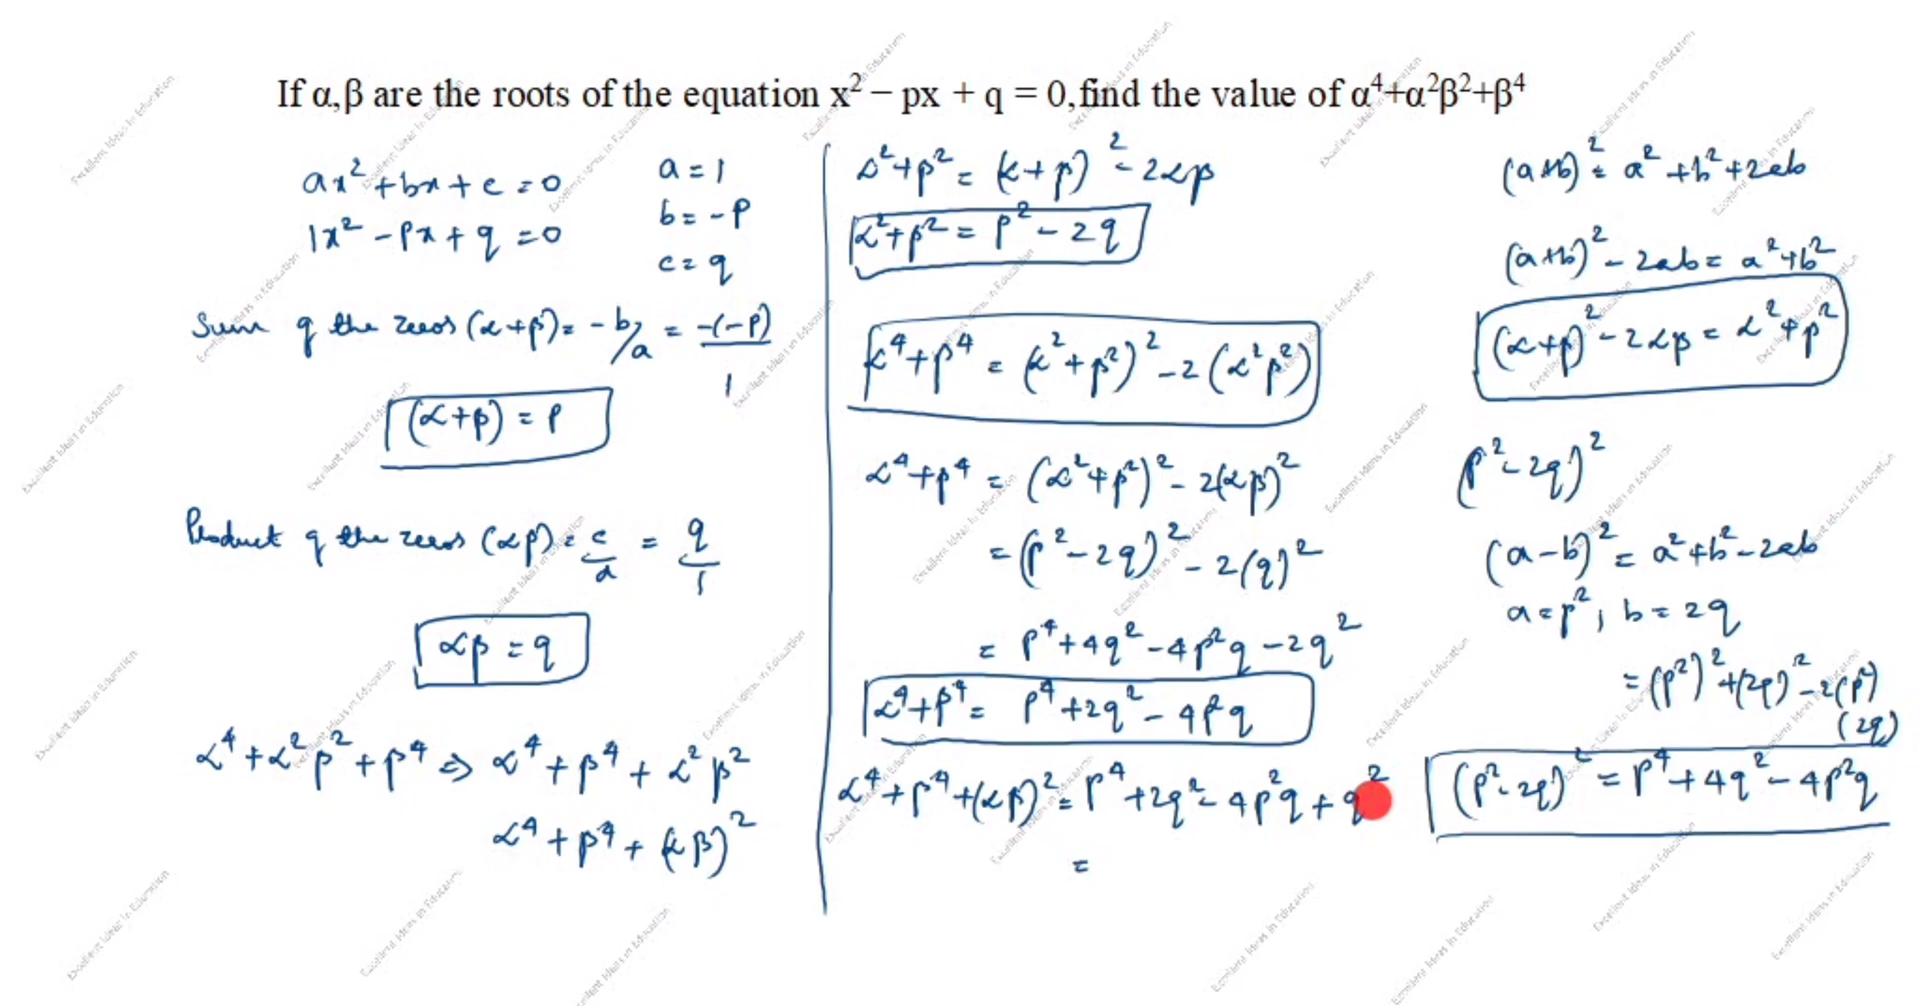 If α,β are the roots of the equation x² – px + q = 0, find the value of α⁴+α²β²+β⁴
ax² + bx + c = 0
1x² - px + q = 0
a = 1
b = -p
c = q
Sum of the zeros (α+β) = -b/a = -(-p)/1
(α+β) = p
Product of the zeros (αβ) = c/a = q/1
αβ = q
α⁴ + α²β² + β⁴ ⇒ α⁴ + β⁴ + α²β²
α⁴ + β⁴ + (αβ)²
α²+β² = (α+β)² - 2αβ
α²+β² = p² - 2q
α⁴+β⁴ = (α²+β²)² - 2(α²β²)
α⁴+β⁴ = (α²+β²)² - 2(αβ)²
= (p²-2q)² - 2(q)²
= p⁴+4q²-4p²q-2q²
α⁴+β⁴ = p⁴+2q²-4p²q
α⁴+β⁴+(αβ)² = p⁴+2q²-4p²q+q²
=
(a+b)² = a²+b²+2ab
(a+b)² - 2ab = a²+b²
(α+β)² - 2αβ = α²+β²
(p²-2q)²
(a-b)² = a²+b²-2ab
a = p², b = 2q
= (p²)²+(2q)²-2(p²)
(2q)
(p²-2q)² = p⁴+4q²-4p²q
Excellent Ideas in Education